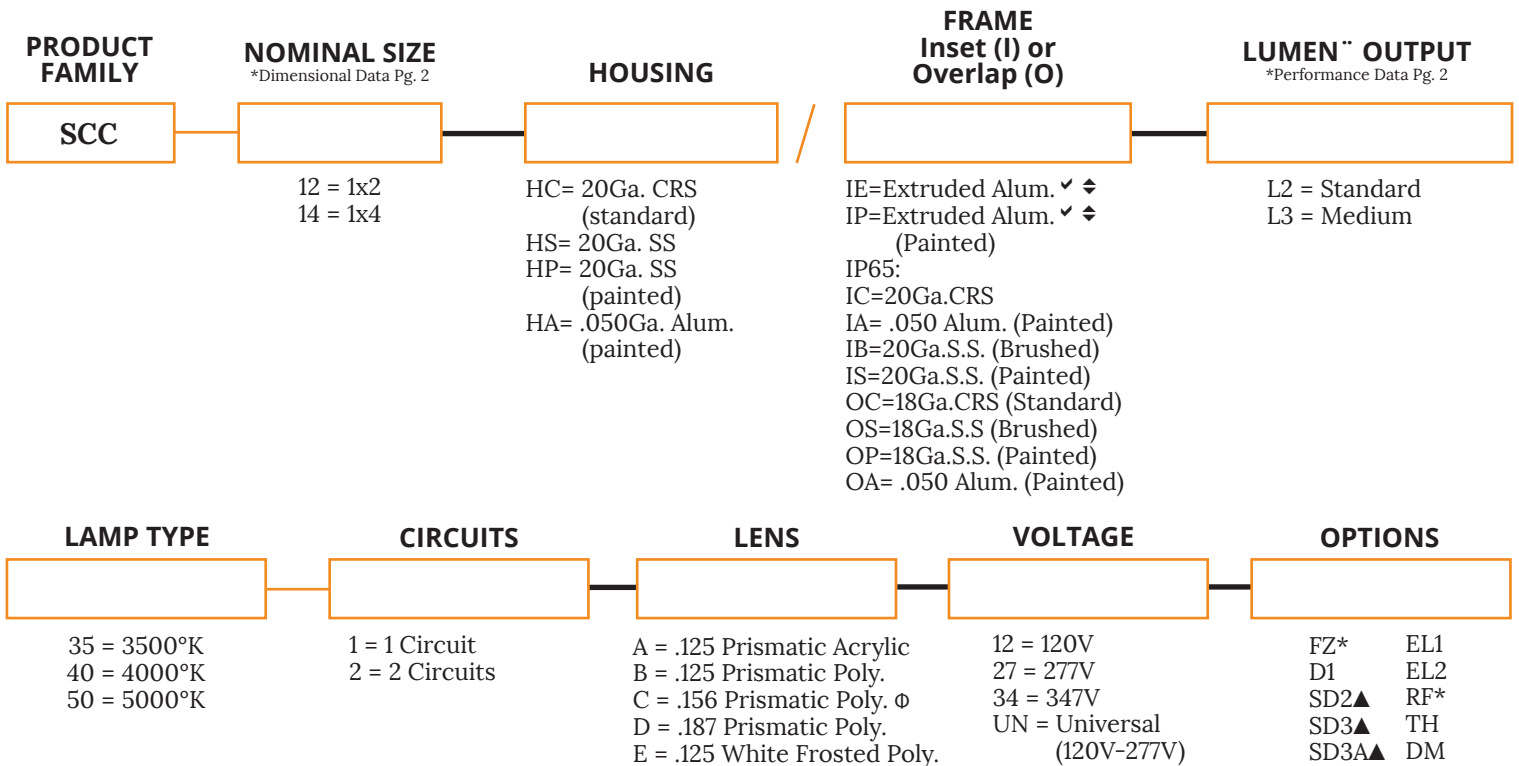 PRODUCT
FAMILY
NOMINAL SIZE
*Dimensional Data Pg. 2
HOUSING
FRAME
Inset (I) or
Overlap (O)
LUMEN¨ OUTPUT
*Performance Data Pg. 2
SCC
/
12 = 1x2
14 = 1x4
HC= 20Ga. CRS
(standard)
HS= 20Ga. SS
HP= 20Ga. SS
(painted)
HA= .050Ga. Alum.
(painted)
IE=Extruded Alum.
IP=Extruded Alum.
(Painted)
IP65:
IC=20Ga.CRS
IA= .050 Alum. (Painted)
IB=20Ga.S.S. (Brushed)
IS=20Ga.S.S. (Painted)
OC=18Ga.CRS (Standard)
OS=18Ga.S.S (Brushed)
OP=18Ga.S.S. (Painted)
OA= .050 Alum. (Painted)
L2 = Standard
L3 = Medium
LAMP TYPE
CIRCUITS
LENS
VOLTAGE
OPTIONS
35 = 3500°K
40 = 4000°K
50 = 5000°K
1 = 1 Circuit
2 = 2 Circuits
A = .125 Prismatic Acrylic
B = .125 Prismatic Poly.
C = .156 Prismatic Poly. Φ
D = .187 Prismatic Poly.
E = .125 White Frosted Poly.
12 = 120V
27 = 277V
34 = 347V
UN = Universal
(120V-277V)
FZ*
D1
SD2▲
SD3▲
SD3A▲
EL1
EL2
RF*
TH
DM